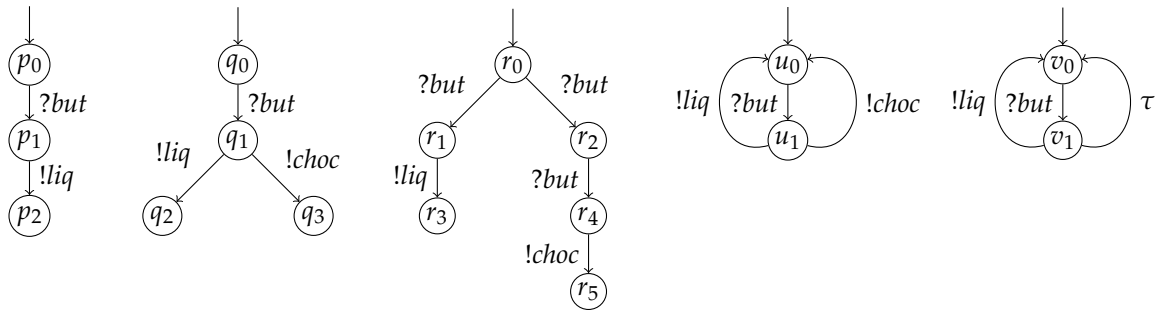 p0 q0 r0 u0 v0
?but ?but ?but ?but !liq ?but !choc !liq ?but τ
p1 q1 r1 r2 u1 v1
!liq !liq !choc !liq ?but
p2 q2 q3 r3 r4
!choc
r5